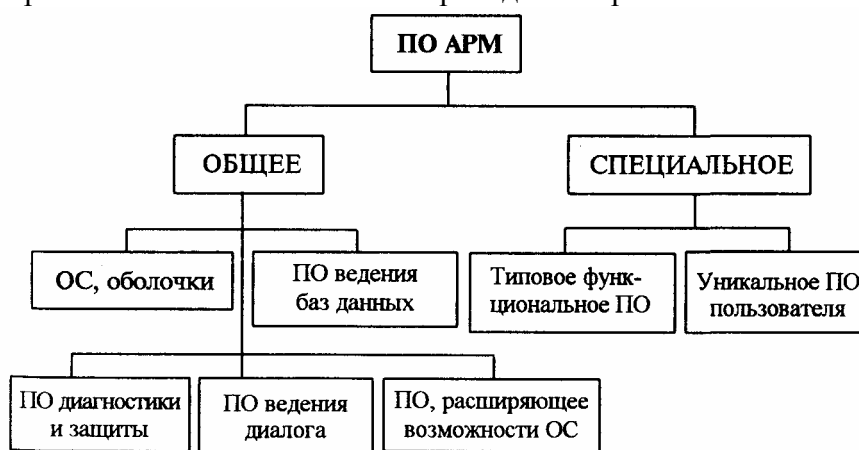 ПО АРМ
ОБЩЕЕ
СПЕЦИАЛЬНОЕ
ОС, оболочки
ПО ведения
баз данных
Типовое функ-
циональное ПО
Уникальное ПО
пользователя
ПО диагностики
и защиты
ПО ведения
диалога
ПО, расширяющее
возможности ОС